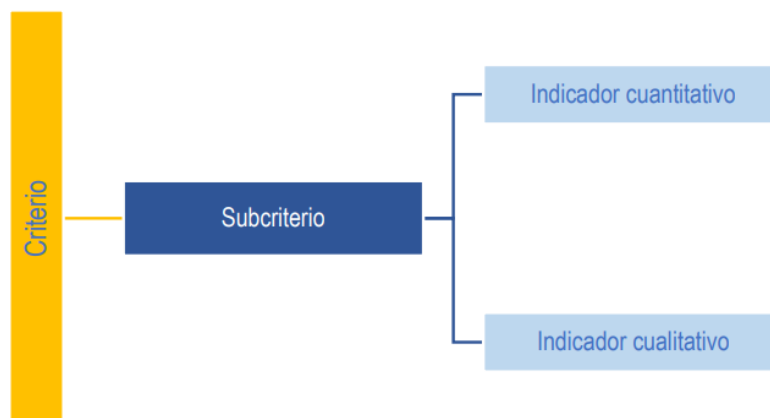 Criterio
Subcriterio
Indicador cuantitativo
Indicador cualitativo